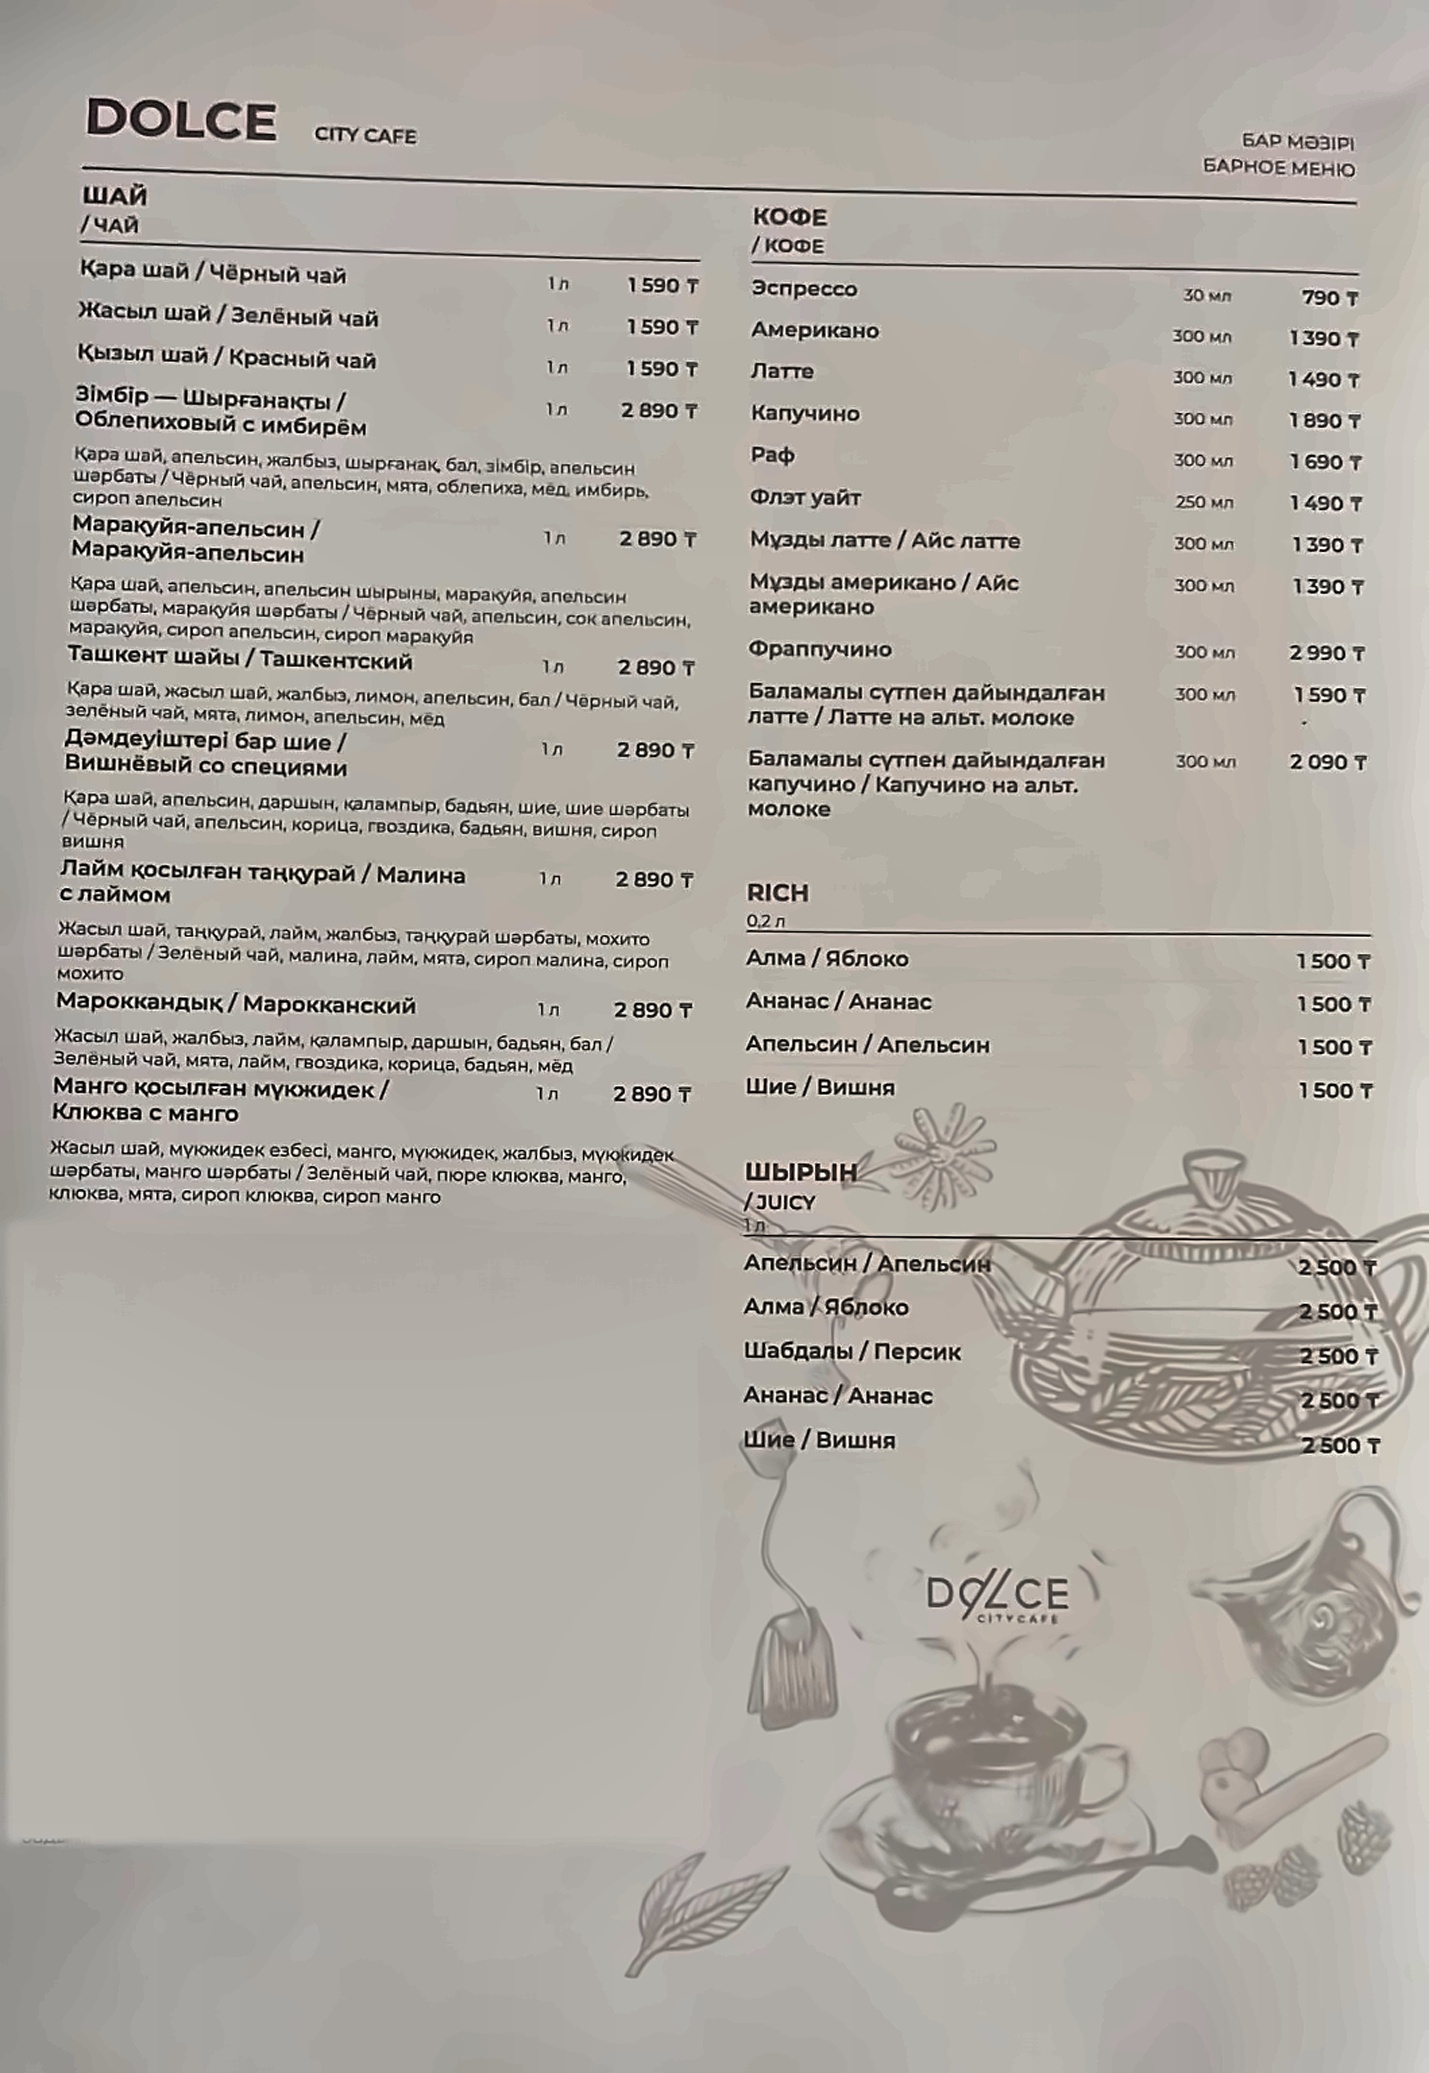 DOLCE CITY CAFE
БАР МӘЗІРІ
БАРНОЕ МЕНЮ
ШАЙ
/ ЧАЙ
Қара шай / Чёрный чай 1 л 1 590 ₸
Жасыл шай / Зелёный чай 1 л 1 590 ₸
Қызыл шай / Красный чай 1 л 1 590 ₸
Зімбір — Шырғанақты /
Облепиховый с имбирём 1 л 2 890 ₸
Қара шай, апельсин, жалбыз, шырғанақ, бал, зімбір, апельсин
шәрбаты / Чёрный чай, апельсин, мята, облепиха, мёд, имбирь,
сироп апельсин
Маракуйя-апельсин /
Маракуйя-апельсин 1 л 2 890 ₸
Қара шай, апельсин, апельсин шырыны, маракуйя, апельсин
шәрбаты, маракуйя шәрбаты / Чёрный чай, апельсин, сок апельсин,
маракуйя, сироп апельсин, сироп маракуйя
Ташкент шайы / Ташкентский 1 л 2 890 ₸
Қара шай, жасыл шай, жалбыз, лимон, апельсин, бал / Чёрный чай,
зелёный чай, мята, лимон, апельсин, мёд
Дәмдеуіштері бар шие /
Вишнёвый со специями 1 л 2 890 ₸
Қара шай, апельсин, даршын, қалампыр, бадьян, шие, шие шәрбаты
/ Чёрный чай, апельсин, корица, гвоздика, бадьян, вишня, сироп
вишня
Лайм қосылған таңқурай / Малина
с лаймом 1 л 2 890 ₸
Жасыл шай, таңқурай, лайм, жалбыз, таңқурай шәрбаты, мохито
шәрбаты / Зелёный чай, малина, лайм, мята, сироп малина, сироп
мохито
Мароккандық / Марокканский 1 л 2 890 ₸
Жасыл шай, жалбыз, лайм, қалампыр, даршын, бадьян, бал /
Зелёный чай, мята, лайм, гвоздика, корица, бадьян, мёд
Манго қосылған мүкжидек /
Клюква с манго 1 л 2 890 ₸
Жасыл шай, мүкжидек езбесі, манго, мүкжидек, жалбыз, мүкжидек
шәрбаты, манго шәрбаты / Зелёный чай, пюре клюква, манго,
клюква, мята, сироп клюква, сироп манго
КОФЕ
/ КОФЕ
Эспрессо 30 мл 790 ₸
Американо 300 мл 1 390 ₸
Латте 300 мл 1 490 ₸
Капучино 300 мл 1 890 ₸
Раф 300 мл 1 690 ₸
Флэт уайт 250 мл 1 490 ₸
Мұзды латте / Айс латте 300 мл 1 390 ₸
Мұзды американо / Айс
американо 300 мл 1 390 ₸
Фраппучино 300 мл 2 990 ₸
Баламалы сүтпен дайындалған
латте / Латте на альт. молоке 300 мл 1 590 ₸
Баламалы сүтпен дайындалған
капучино / Капучино на альт.
молоке 300 мл 2 090 ₸
RICH
0,2 л
Алма / Яблоко 1 500 ₸
Ананас / Ананас 1 500 ₸
Апельсин / Апельсин 1 500 ₸
Шие / Вишня 1 500 ₸
ШЫРЫН
/ JUICY
1 л
Апельсин / Апельсин 2 500 ₸
Алма / Яблоко 2 500 ₸
Шабдалы / Персик 2 500 ₸
Ананас / Ананас 2 500 ₸
Шие / Вишня 2 500 ₸
DOLCE
CITY CAFE